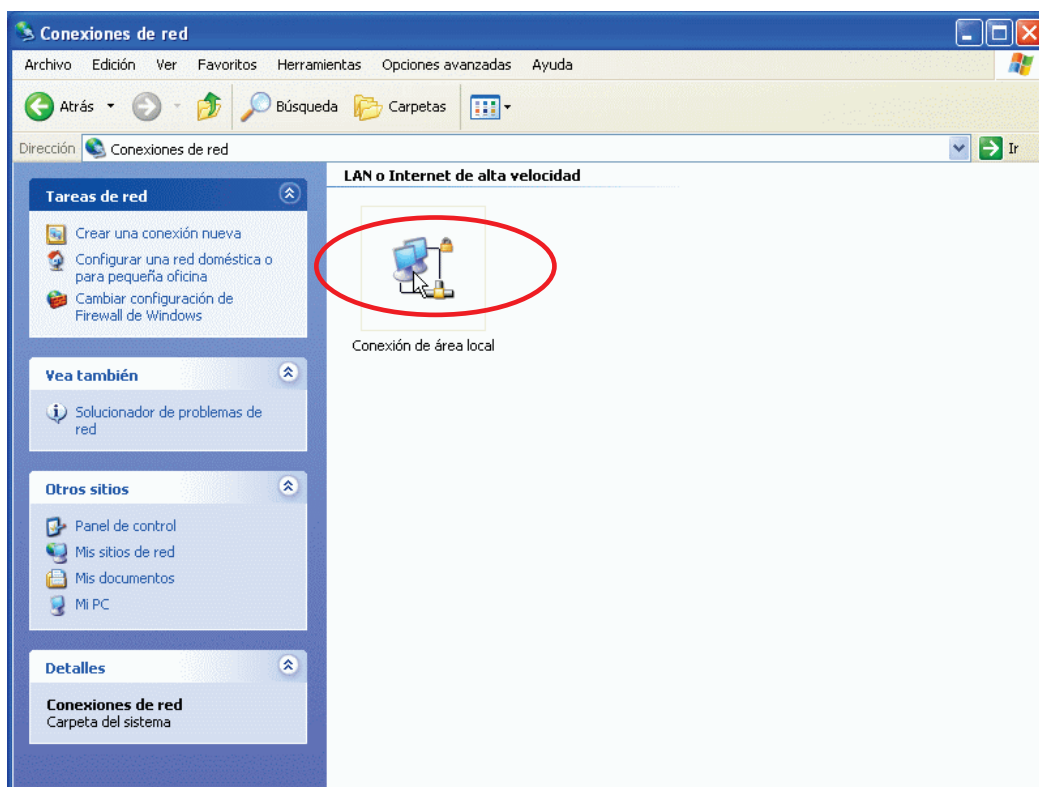 Conexiones de red
Archivo Edición Ver Favoritos Herramientas Opciones avanzadas Ayuda
Atrás Búsqueda Carpetas
Dirección Conexiones de red Ir
Tareas de red
Crear una conexión nueva
Configurar una red doméstica o
para pequeña oficina
Cambiar configuración de
Firewall de Windows
Vea también
Solucionador de problemas de
red
Otros sitios
Panel de control
Mis sitios de red
Mis documentos
Mi PC
Detalles
Conexiones de red
Carpeta del sistema
LAN o Internet de alta velocidad
Conexión de área local